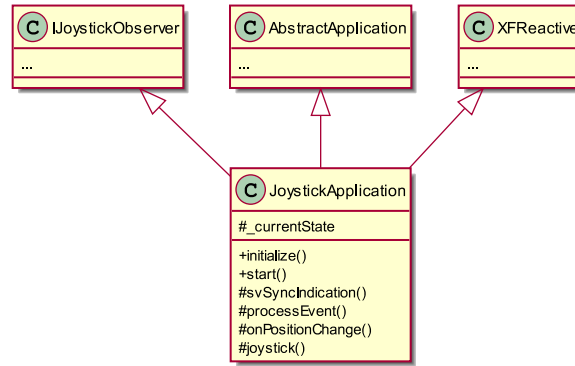 C IJoystickObserver
...
C AbstractApplication
...
C XFReactive
...
C JoystickApplication
#_currentState
+initialize()
+start()
#svSyncIndication()
#processEvent()
#onPositionChange()
#joystick()